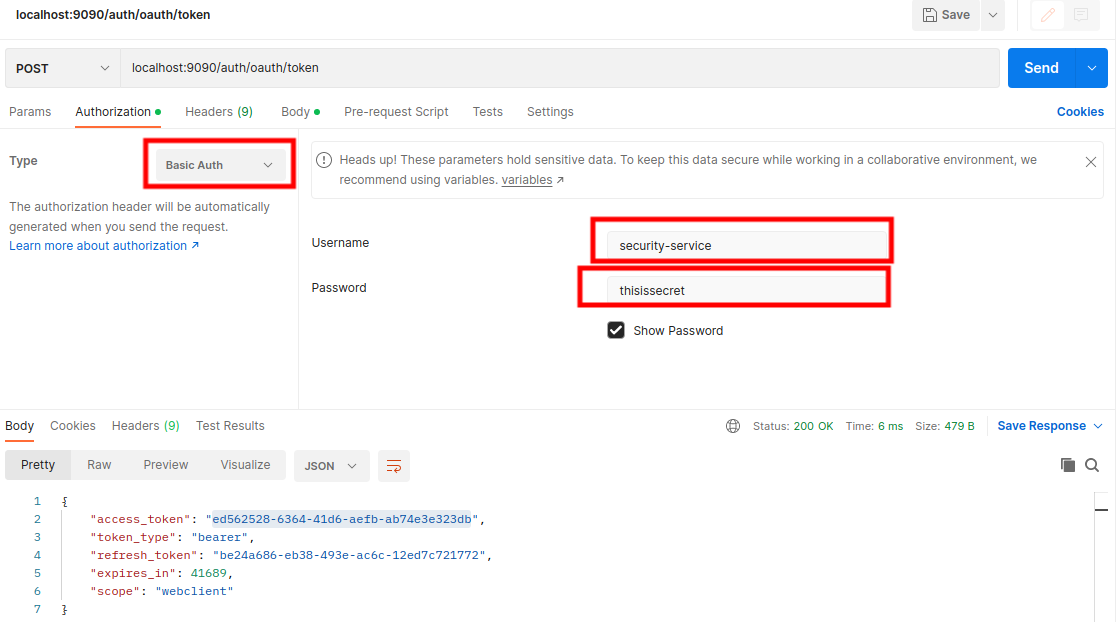 localhost:9090/auth/oauth/token
Save
POST
localhost:9090/auth/oauth/token
Send
Params Authorization Headers (9) Body Pre-request Script Tests Settings Cookies
Type
Basic Auth
Heads up! These parameters hold sensitive data. To keep this data secure while working in a collaborative environment, we
recommend using variables. variables ↗
The authorization header will be automatically
generated when you send the request.
Learn more about authorization ↗
Username
security-service
Password
thisissecret
Show Password
Body Cookies Headers (9) Test Results Status: 200 OK Time: 6 ms Size: 479 B Save Response
Pretty Raw Preview Visualize JSON
1 {
2 "access_token": "ed562528-6364-41d6-aefb-ab74e3e323db",
3 "token_type": "bearer",
4 "refresh_token": "be24a686-eb38-493e-ac6c-12ed7c721772",
5 "expires_in": 41689,
6 "scope": "webclient"
7 }